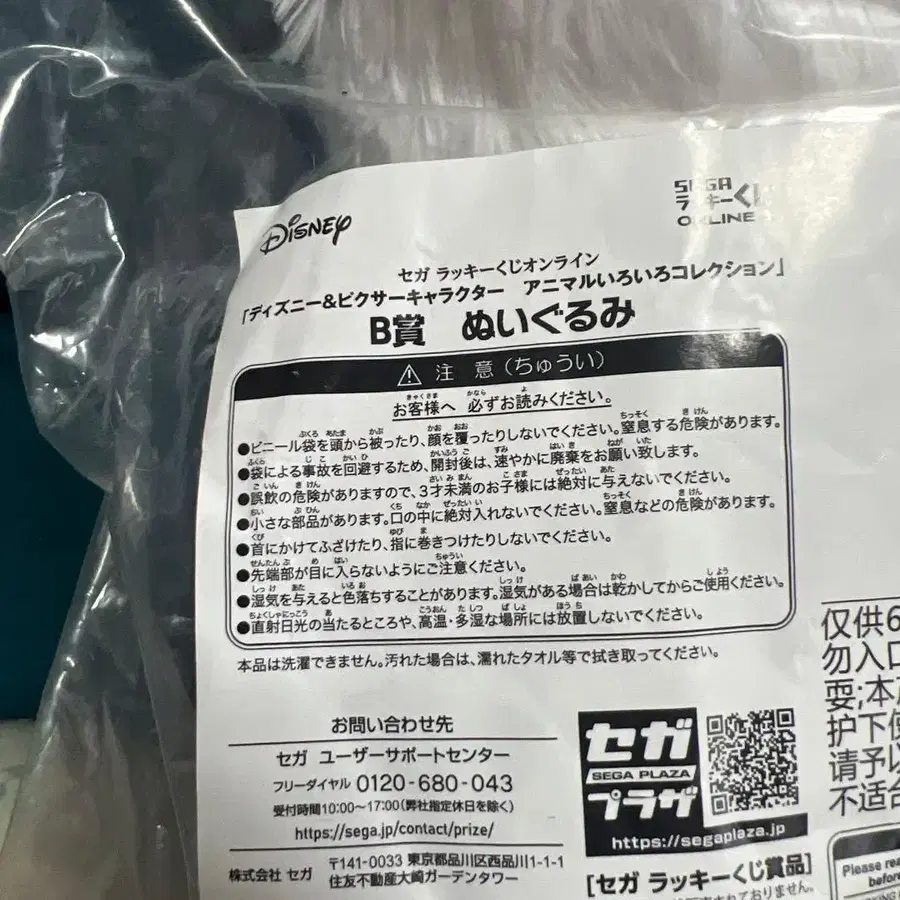 Disney
SEGA
ラッキーくじ
ONLINE
セガ ラッキーくじオンライン
「ディズニー&ピクサーキャラクター アニマルいろいろコレクション」
B賞 ぬいぐるみ
注意(ちゅうい)
お客様へ 必ずお読みください。
●ビニール袋を頭から被ったり、顔を覆ったりしないでください。窒息する危険があります。
●袋による事故を回避するため、開封後は、速やかに廃棄をお願い致します。
●誤飲の危険がありますので、3才未満のお子様には絶対に与えないでください。
●小さな部品があります。口の中に絶対入れないでください。窒息などの危険があります。
●首にかけてふざけたり、指に巻きつけたりしないでください。
●先端部が目に入らないようにご注意ください。
●湿気を与えると色落ちすることがあります。湿気がある場合は乾かしてからご使用ください。
●直射日光の当たるところや、高温・多湿な場所には放置しないでください。
本品は洗濯できません。汚れた場合は、濡れたタオル等で拭き取ってください。
お問い合わせ先
セガ ユーザーサポートセンター
フリーダイヤル 0120-680-043
受付時間10:00~17:00(弊社指定休日を除く)
https://sega.jp/contact/prize/
株式会社 セガ 〒141-0033 東京都品川区西品川1-1-1
住友不動産大崎ガーデンタワー
セガ
SEGA PLAZA
プラザ
https://segaplaza.jp/
[セガ ラッキーくじ賞品]
仅供6
勿入口
耍;本
护下使
请予以
不适合
Please rea
before